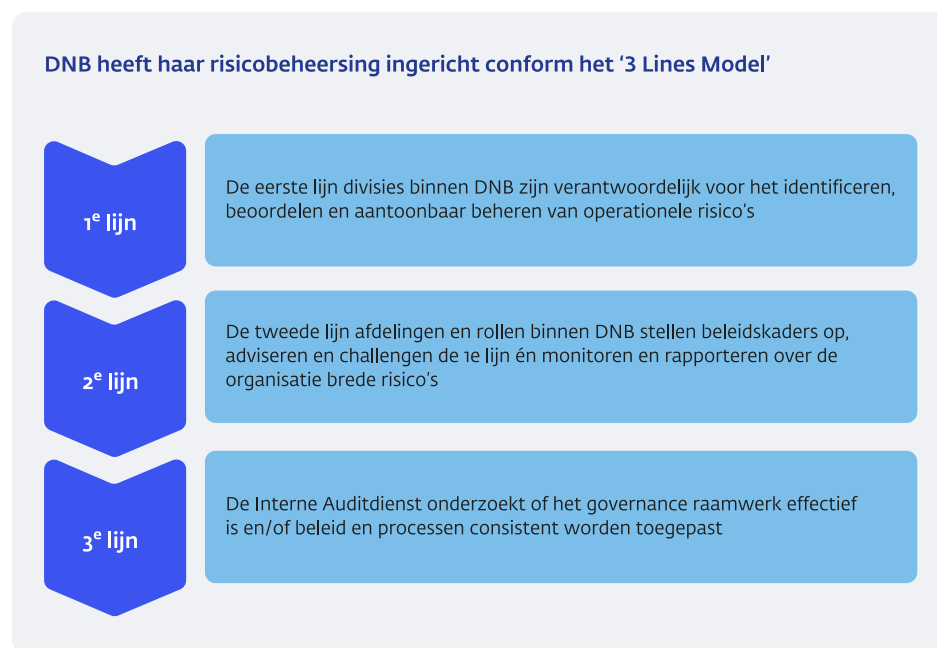 DNB heeft haar risicobeheersing ingericht conform het ‘3 Lines Model’
1e lijn
De eerste lijn divisies binnen DNB zijn verantwoordelijk voor het identificeren,
beoordelen en aantoonbaar beheren van operationele risico’s
2e lijn
De tweede lijn afdelingen en rollen binnen DNB stellen beleidskaders op,
adviseren en challengen de 1e lijn én monitoren en rapporteren over de
organisatie brede risico’s
3e lijn
De Interne Auditdienst onderzoekt of het governance raamwerk effectief
is en/of beleid en processen consistent worden toegepast